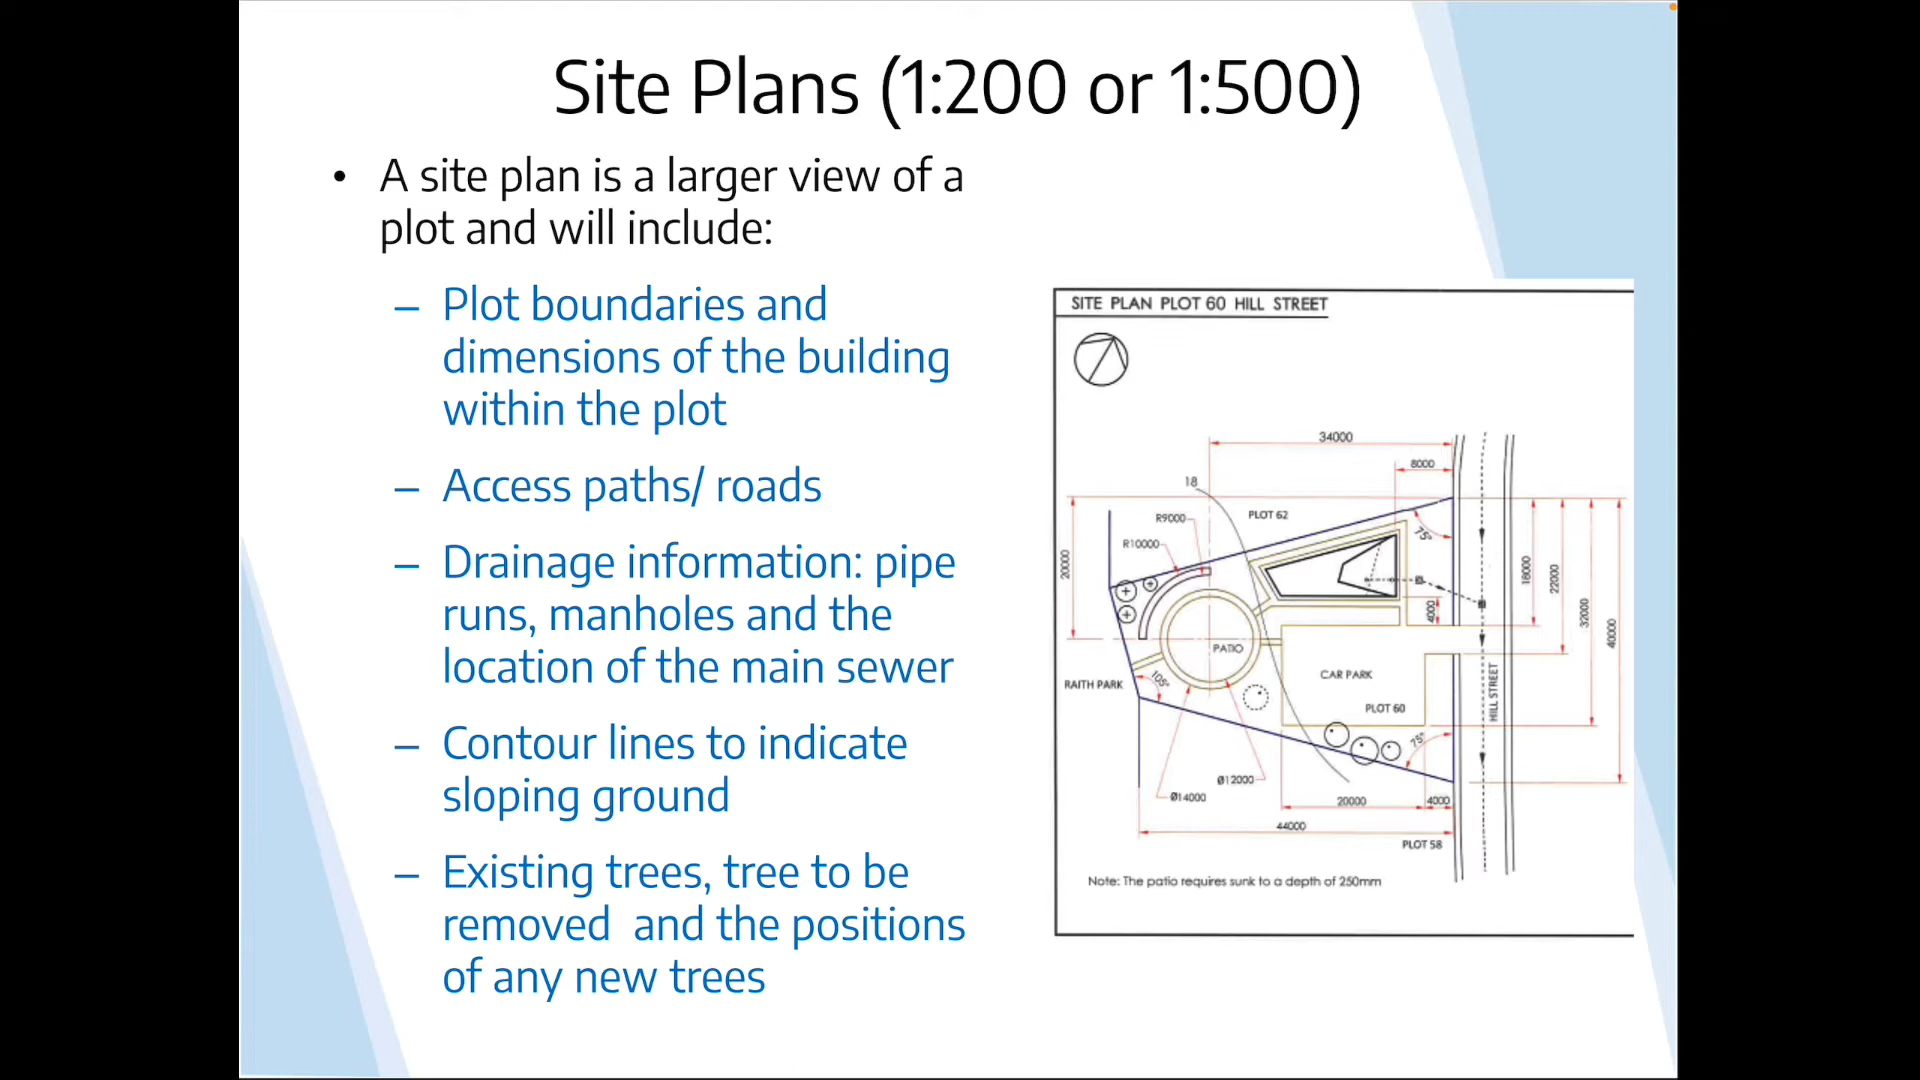 Site Plans (1:200 or 1:500)
• A site plan is a larger view of a
plot and will include:
– Plot boundaries and
dimensions of the building
within the plot
– Access paths/ roads
– Drainage information: pipe
runs, manholes and the
location of the main sewer
– Contour lines to indicate
sloping ground
– Existing trees, tree to be
removed  and the positions
of any new trees
SITE PLAN PLOT 60 HILL STREET
34000
8000
18
R9000
PLOT 62
75°
R10000
20000
18000
22000
32000
40000
4000
PATIO
CAR PARK
RAITH PARK
105°
PLOT 60
HILL STREET
75°
Ø12000
Ø14000
20000
4000
44000
PLOT 58
Note: The patio requires sunk to a depth of 250mm